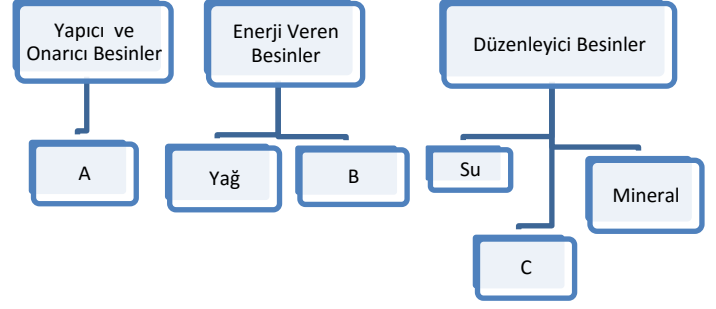 Yapıcı ve
Onarıcı Besinler
Enerji Veren
Besinler
Düzenleyici Besinler
A
Yağ
B
Su
Mineral
C